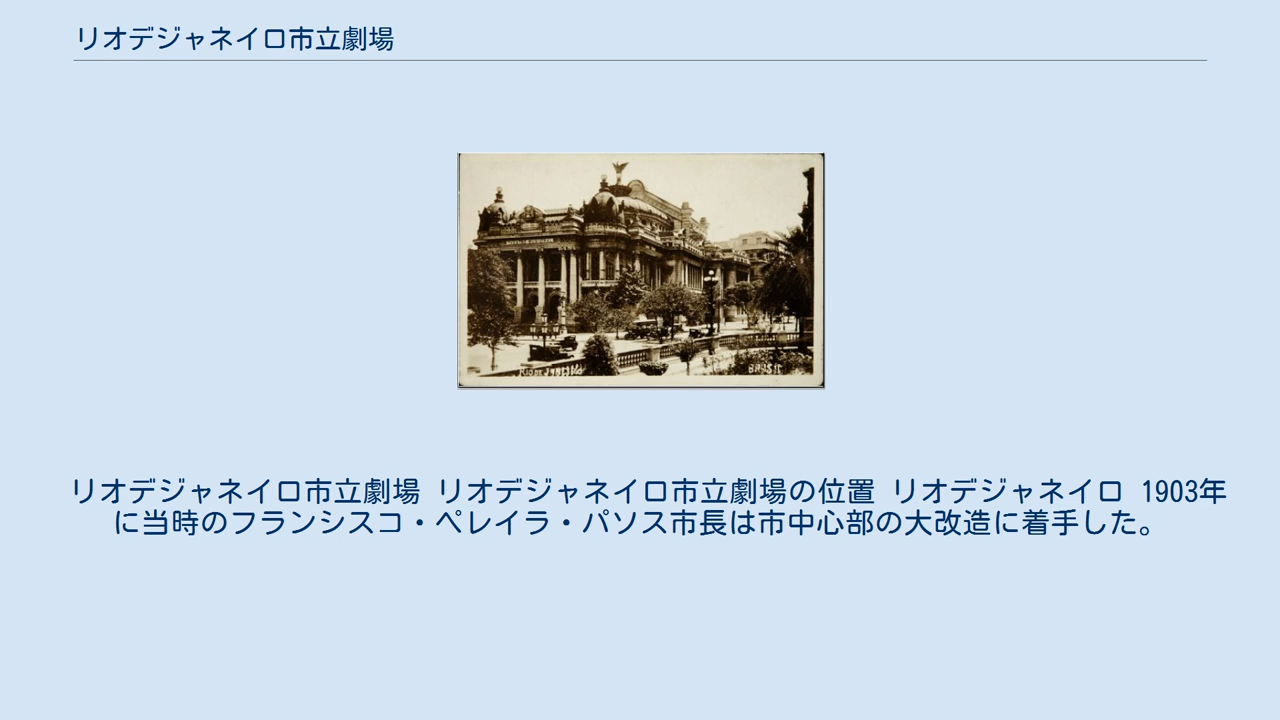 リオデジャネイロ市立劇場
BRASIL
リオデジャネイロ市立劇場 リオデジャネイロ市立劇場の位置 リオデジャネイロ 1903年
に当時のフランシスコ・ペレイラ・パソス市長は市中心部の大改造に着手した。